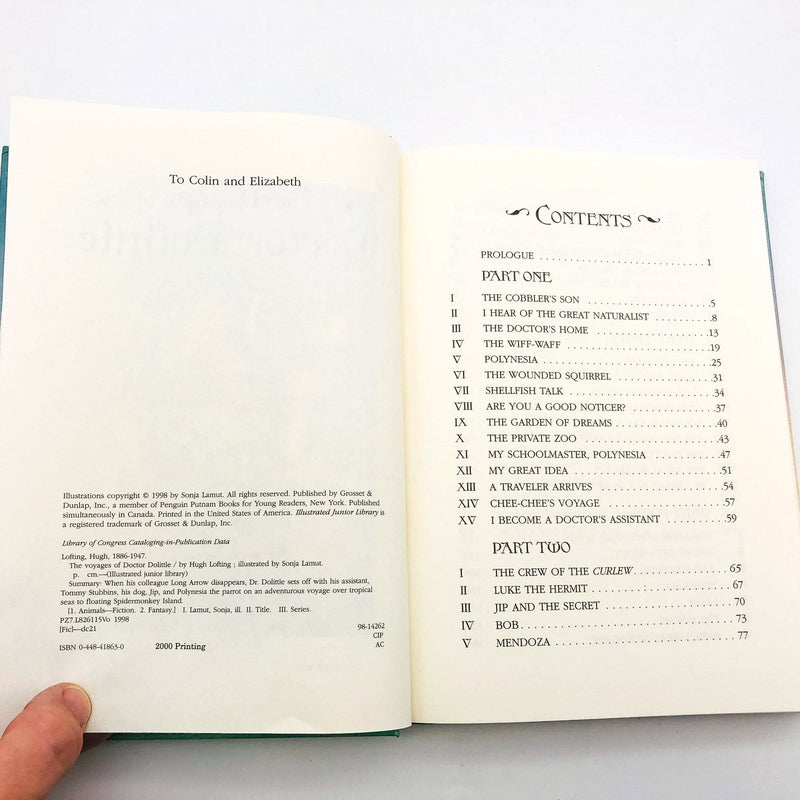 To Colin and Elizabeth
Illustrations copyright © 1998 by Sonja Lamut. All rights reserved. Published by Grosset &
Dunlap, Inc., a member of Penguin Putnam Books for Young Readers, New York. Published
simultaneously in Canada. Printed in the United States of America. Illustrated Junior Library is
a registered trademark of Grosset & Dunlap, Inc.
Library of Congress Cataloging-in-Publication Data
Lofting, Hugh, 1886-1947.
The voyages of Doctor Dolittle / by Hugh Lofting ; illustrated by Sonja Lamut.
p. cm.—(Illustrated junior library)
Summary: When his colleague Long Arrow disappears, Dr. Dolittle sets off with his assistant,
Tommy Stubbins, his dog, Jip, and Polynesia the parrot on an adventurous voyage over tropical
seas to floating Spidermonkey Island.
[1. Animals—Fiction. 2. Fantasy.] I. Lamut, Sonja, ill. II. Title. III. Series.
PZ7.L826115Vo 1998
[Fic]—dc21 98-14262
CIP
AC
ISBN 0-448-41863-0 2000 Printing
CONTENTS
PROLOGUE . . . . . . . . . . . . . . . . . . . . . . . . . . . 1
PART ONE
I THE COBBLER'S SON . . . . . . . . . . . . . . . . . . . . .5
II I HEAR OF THE GREAT NATURALIST . . . . . . . . .8
III THE DOCTOR'S HOME . . . . . . . . . . . . . . . . . . .13
IV THE WIFF-WAFF . . . . . . . . . . . . . . . . . . . . . . .19
V POLYNESIA . . . . . . . . . . . . . . . . . . . . . . . . . . .25
VI THE WOUNDED SQUIRREL . . . . . . . . . . . . . . .31
VII SHELLFISH TALK . . . . . . . . . . . . . . . . . . . . . . 34
VIII ARE YOU A GOOD NOTICER? . . . . . . . . . . . . .37
IX THE GARDEN OF DREAMS . . . . . . . . . . . . . . . .40
X THE PRIVATE ZOO . . . . . . . . . . . . . . . . . . . . .43
XI MY SCHOOLMASTER, POLYNESIA . . . . . . . . . .47
XII MY GREAT IDEA . . . . . . . . . . . . . . . . . . . . . . .51
XIII A TRAVELER ARRIVES . . . . . . . . . . . . . . . . . . .54
XIV CHEE-CHEE'S VOYAGE . . . . . . . . . . . . . . . . . .57
XV I BECOME A DOCTOR'S ASSISTANT . . . . . . . . .59
PART TWO
I THE CREW OF THE CURLEW. . . . . . . . . . . . . . 65
II LUKE THE HERMIT . . . . . . . . . . . . . . . . . . . . 67
III JIP AND THE SECRET . . . . . . . . . . . . . . . . . . 70
IV BOB. . . . . . . . . . . . . . . . . . . . . . . . . . . . . . . 73
V MENDOZA . . . . . . . . . . . . . . . . . . . . . . . . . . 77